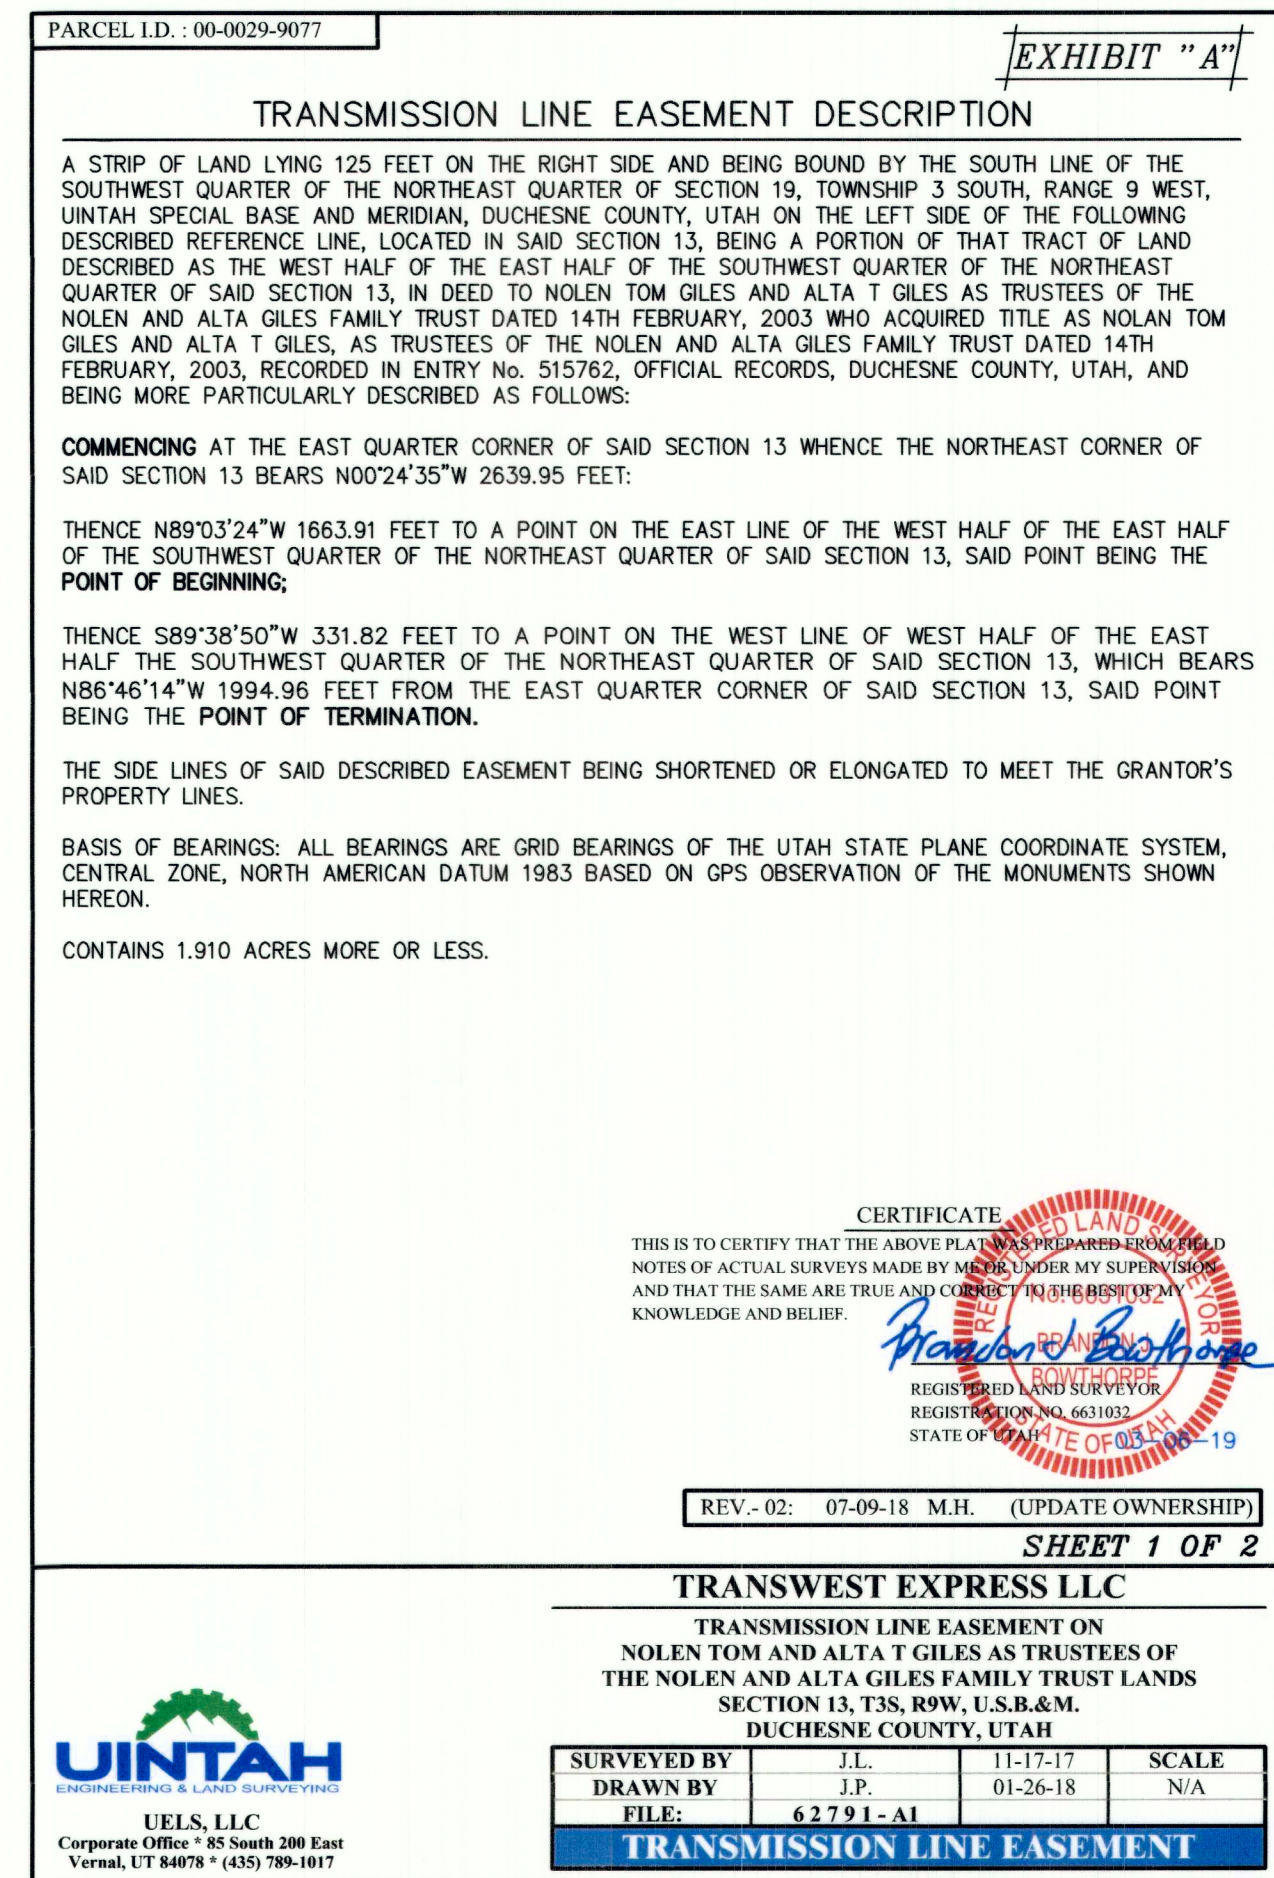 PARCEL I.D. : 00-0029-9077
EXHIBIT "A"
TRANSMISSION LINE EASEMENT DESCRIPTION
A STRIP OF LAND LYING 125 FEET ON THE RIGHT SIDE AND BEING BOUND BY THE SOUTH LINE OF THE
SOUTHWEST QUARTER OF THE NORTHEAST QUARTER OF SECTION 19, TOWNSHIP 3 SOUTH, RANGE 9 WEST,
UINTAH SPECIAL BASE AND MERIDIAN, DUCHESNE COUNTY, UTAH ON THE LEFT SIDE OF THE FOLLOWING
DESCRIBED REFERENCE LINE, LOCATED IN SAID SECTION 13, BEING A PORTION OF THAT TRACT OF LAND
DESCRIBED AS THE WEST HALF OF THE EAST HALF OF THE SOUTHWEST QUARTER OF THE NORTHEAST
QUARTER OF SAID SECTION 13, IN DEED TO NOLEN TOM GILES AND ALTA T GILES AS TRUSTEES OF THE
NOLEN AND ALTA GILES FAMILY TRUST DATED 14TH FEBRUARY, 2003 WHO ACQUIRED TITLE AS NOLAN TOM
GILES AND ALTA T GILES, AS TRUSTEES OF THE NOLEN AND ALTA GILES FAMILY TRUST DATED 14TH
FEBRUARY, 2003, RECORDED IN ENTRY No. 515762, OFFICIAL RECORDS, DUCHESNE COUNTY, UTAH, AND
BEING MORE PARTICULARLY DESCRIBED AS FOLLOWS:
COMMENCING AT THE EAST QUARTER CORNER OF SAID SECTION 13 WHENCE THE NORTHEAST CORNER OF
SAID SECTION 13 BEARS N00°24'35"W 2639.95 FEET:
THENCE N89°03'24"W 1663.91 FEET TO A POINT ON THE EAST LINE OF THE WEST HALF OF THE EAST HALF
OF THE SOUTHWEST QUARTER OF THE NORTHEAST QUARTER OF SAID SECTION 13, SAID POINT BEING THE
POINT OF BEGINNING;
THENCE S89°38'50"W 331.82 FEET TO A POINT ON THE WEST LINE OF WEST HALF OF THE EAST
HALF THE SOUTHWEST QUARTER OF THE NORTHEAST QUARTER OF SAID SECTION 13, WHICH BEARS
N86°46'14"W 1994.96 FEET FROM THE EAST QUARTER CORNER OF SAID SECTION 13, SAID POINT
BEING THE POINT OF TERMINATION.
THE SIDE LINES OF SAID DESCRIBED EASEMENT BEING SHORTENED OR ELONGATED TO MEET THE GRANTOR'S
PROPERTY LINES.
BASIS OF BEARINGS: ALL BEARINGS ARE GRID BEARINGS OF THE UTAH STATE PLANE COORDINATE SYSTEM,
CENTRAL ZONE, NORTH AMERICAN DATUM 1983 BASED ON GPS OBSERVATION OF THE MONUMENTS SHOWN
HEREON.
CONTAINS 1.910 ACRES MORE OR LESS.
CERTIFICATE
THIS IS TO CERTIFY THAT THE ABOVE PLAT WAS PREPARED FROM FIELD
NOTES OF ACTUAL SURVEYS MADE BY ME OR UNDER MY SUPERVISION
AND THAT THE SAME ARE TRUE AND CORRECT TO THE BEST OF MY
KNOWLEDGE AND BELIEF.
REGISTERED LAND SURVEYOR
No. 6631032
BRANDON J.
BOWTHORPE
STATE OF UTAH
Brandon J Bowthorpe
REGISTERED LAND SURVEYOR
REGISTRATION NO. 6631032
STATE OF UTAH
03-06-19
REV.- 02: 07-09-18 M.H. (UPDATE OWNERSHIP)
SHEET 1 OF 2
TRANSWEST EXPRESS LLC
TRANSMISSION LINE EASEMENT ON
NOLEN TOM AND ALTA T GILES AS TRUSTEES OF
THE NOLEN AND ALTA GILES FAMILY TRUST LANDS
SECTION 13, T3S, R9W, U.S.B.&M.
DUCHESNE COUNTY, UTAH
SURVEYED BY J.L. 11-17-17 SCALE
DRAWN BY J.P. 01-26-18 N/A
FILE: 62791-A1
TRANSMISSION LINE EASEMENT
UINTAH
ENGINEERING & LAND SURVEYING
UELS, LLC
Corporate Office * 85 South 200 East
Vernal, UT 84078 * (435) 789-1017